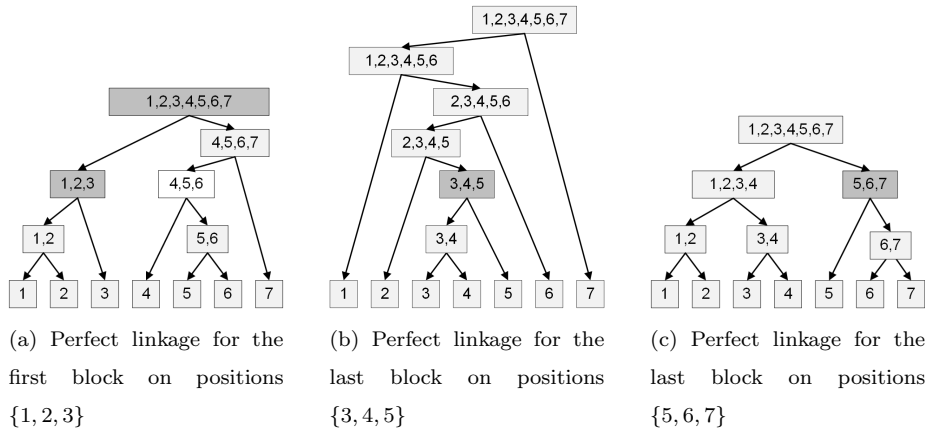 1,2,3,4,5,6,7
4,5,6,7
1,2,3
4,5,6
1,2
5,6
1 2 3 4 5 6 7
(a) Perfect linkage for the
first block on positions
{1, 2, 3}
1,2,3,4,5,6,7
1,2,3,4,5,6
2,3,4,5,6
2,3,4,5
3,4,5
3,4
1 2 3 4 5 6 7
(b) Perfect linkage for the
last block on positions
{3, 4, 5}
1,2,3,4,5,6,7
1,2,3,4
5,6,7
1,2
3,4
6,7
1 2 3 4 5 6 7
(c) Perfect linkage for the
last block on positions
{5, 6, 7}